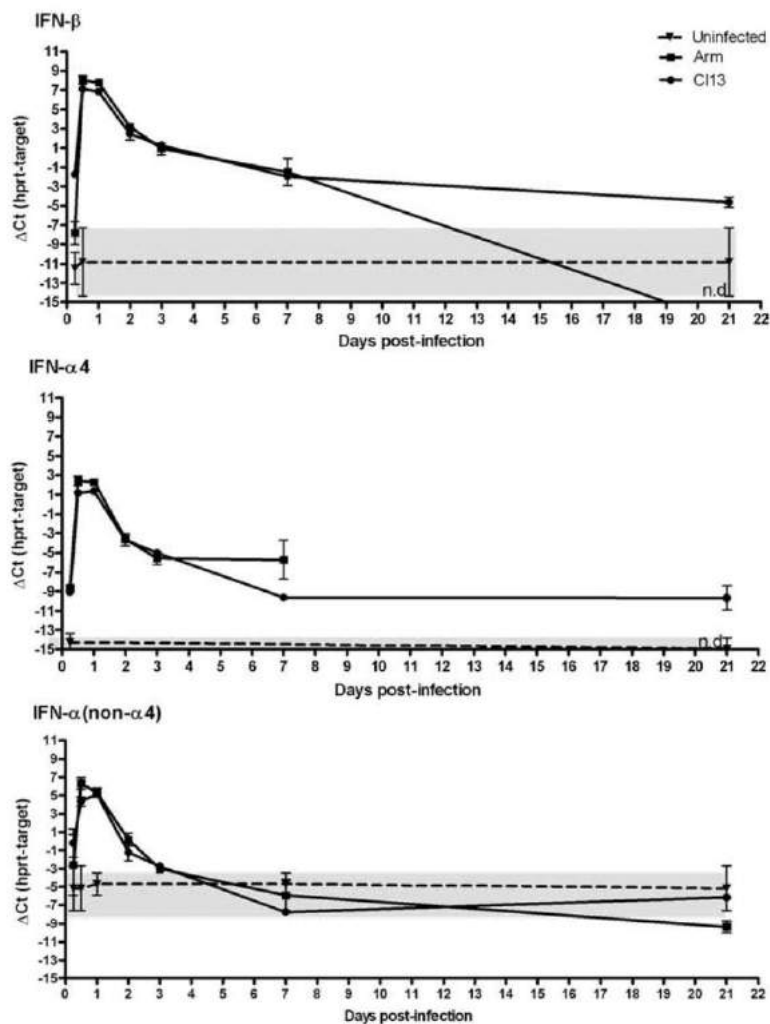 IFN-β
Uninfected
Arm
Cl13
ΔCt (hprt-target)
11
9
7
5
3
1
-1
-3
-5
-7
-9
-11
-13
-15
n.d
0 1 2 3 4 5 6 7 8 9 10 11 12 13 14 15 16 17 18 19 20 21 22
Days post-infection
IFN-α4
ΔCt (hprt-target)
11
9
7
5
3
1
-1
-3
-5
-7
-9
-11
-13
-15
n.d
0 1 2 3 4 5 6 7 8 9 10 11 12 13 14 15 16 17 18 19 20 21 22
Days post-infection
IFN-α(non-α4)
ΔCt (hprt-target)
11
9
7
5
3
1
-1
-3
-5
-7
-9
-11
-13
-15
0 1 2 3 4 5 6 7 8 9 10 11 12 13 14 15 16 17 18 19 20 21 22
Days post-infection